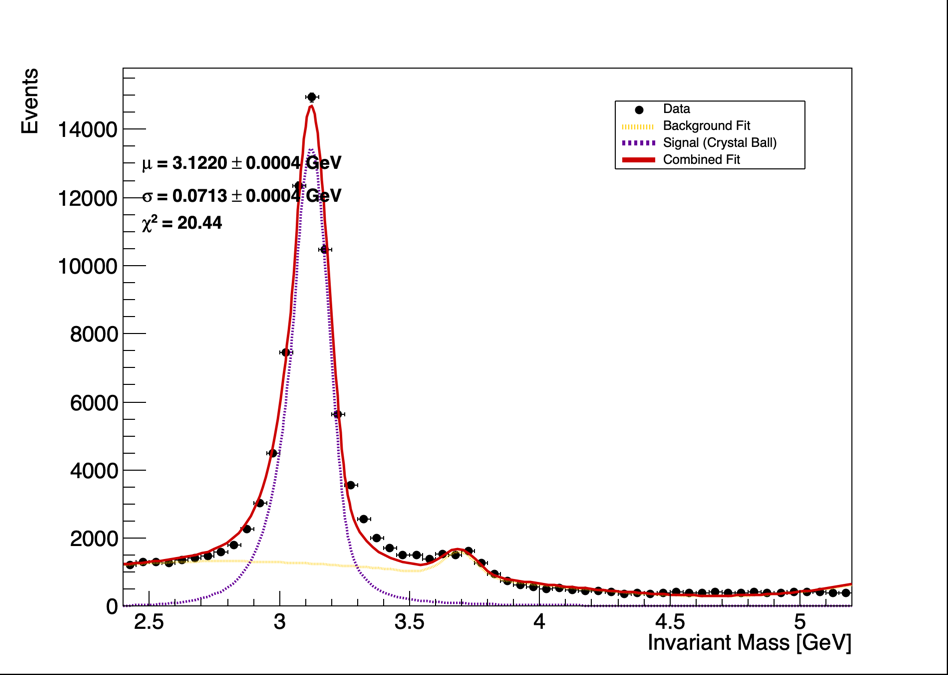 Events
14000
12000
10000
8000
6000
4000
2000
0
μ = 3.1220 ± 0.0004 GeV
σ = 0.0713 ± 0.0004 GeV
χ² = 20.44
Data
Background Fit
Signal (Crystal Ball)
Combined Fit
2.5 3 3.5 4 4.5 5
Invariant Mass [GeV]